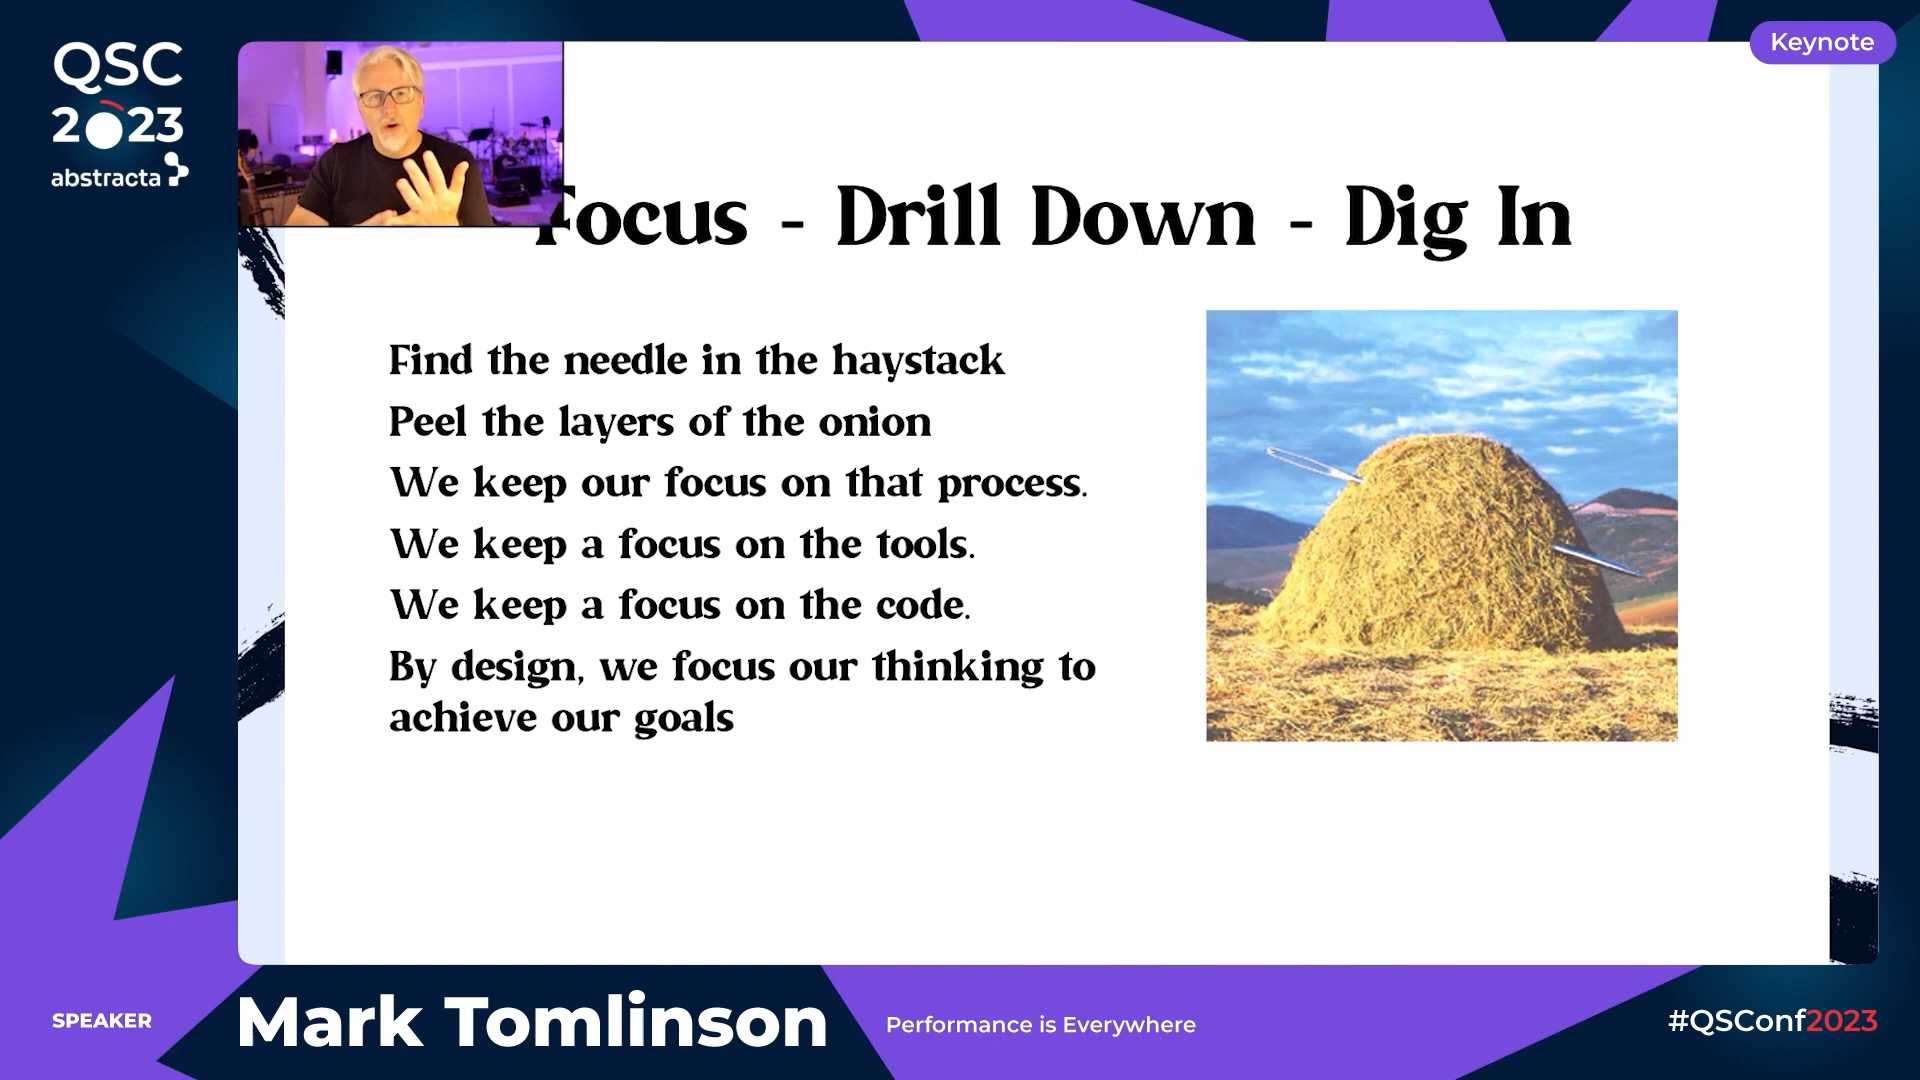 QSC
2023
abstracta
Keynote
Focus - Drill Down - Dig In
Find the needle in the haystack
Peel the layers of the onion
We keep our focus on that process.
We keep a focus on the tools.
We keep a focus on the code.
By design, we focus our thinking to
achieve our goals
SPEAKER
Mark Tomlinson
Performance is Everywhere
#QSConf2023